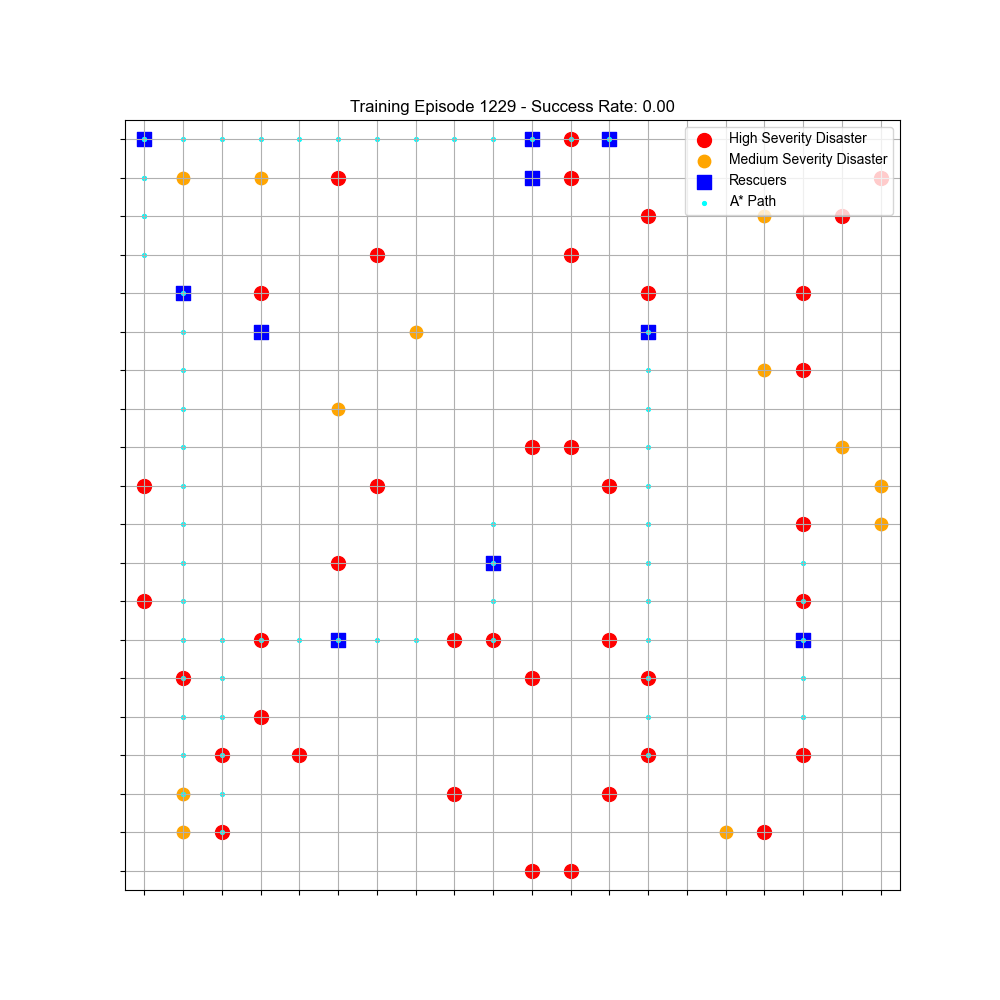 Training Episode 1229 - Success Rate: 0.00
High Severity Disaster
Medium Severity Disaster
Rescuers
A* Path